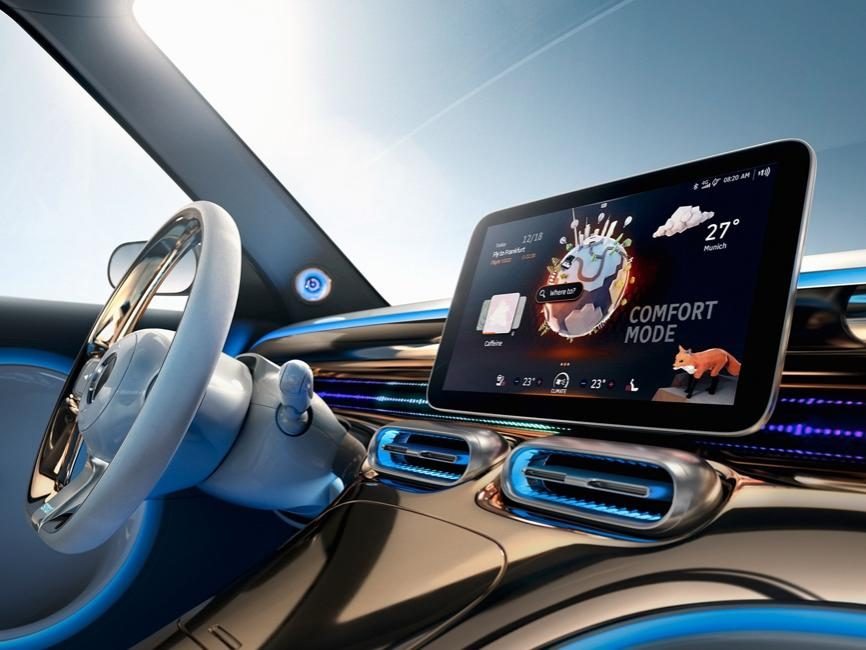 4G
08:20 AM
Today
12/18
Fly to Frankfurt
27°
Munich
Where to?
COMFORT
MODE
Caffeine
23°
CLIMATE
23°